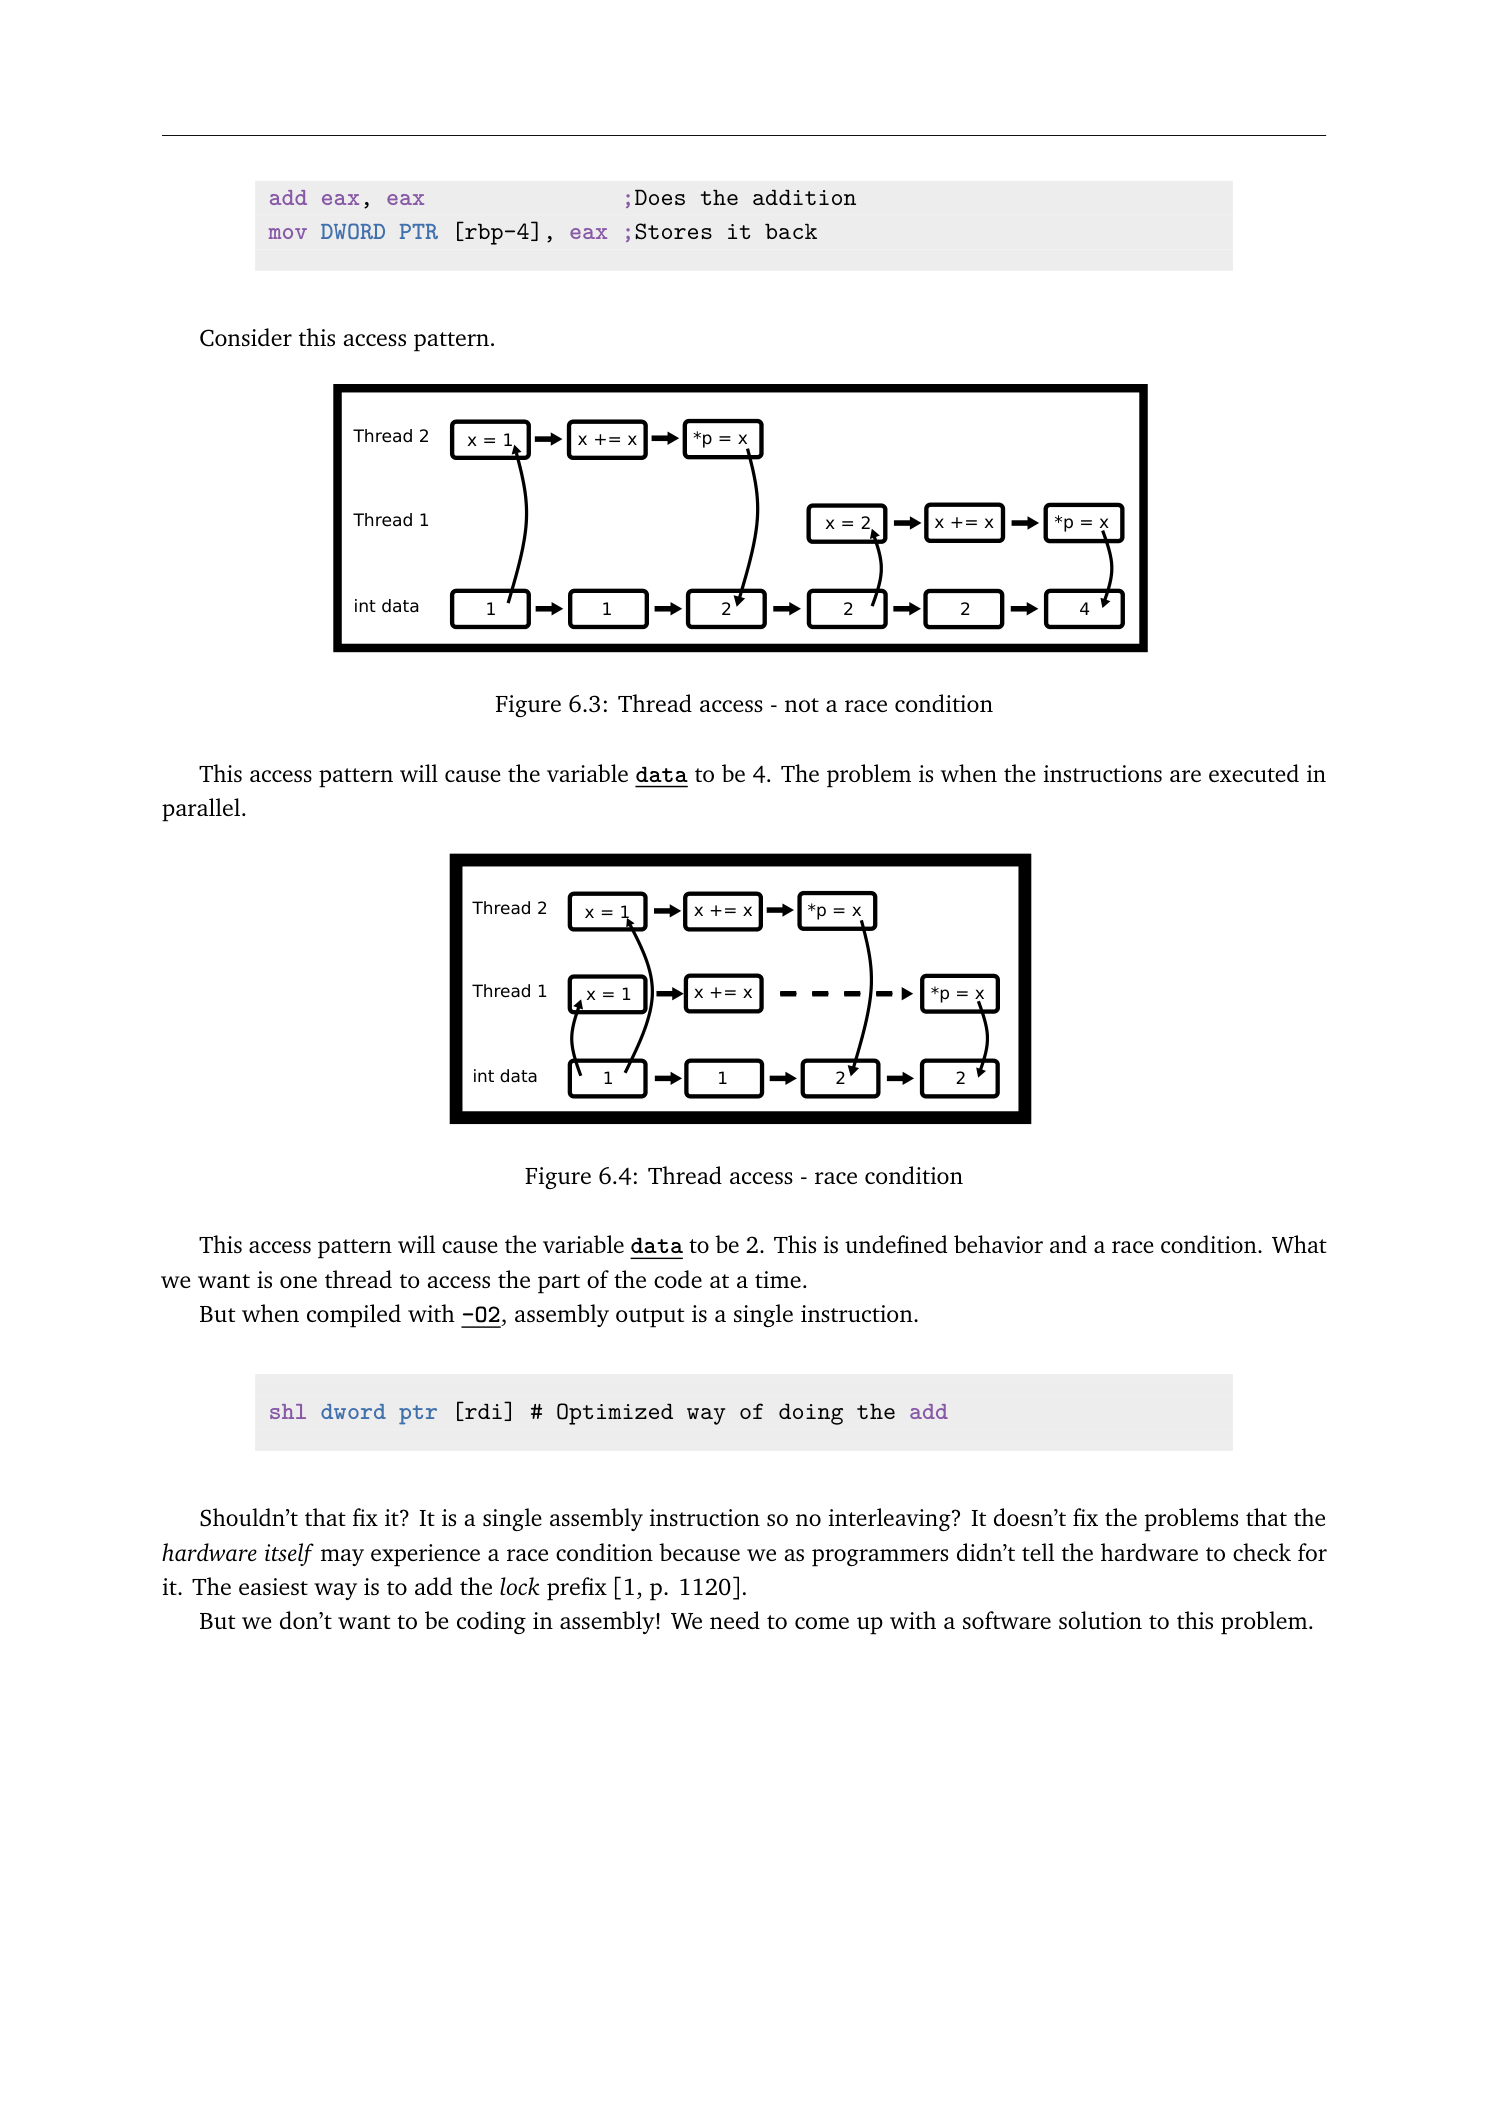 add eax, eax ;Does the addition
mov DWORD PTR [rbp-4], eax ;Stores it back
Consider this access pattern.
Thread 2 x = 1 x += x *p = x
Thread 1 x = 2 x += x *p = x
int data 1 1 2 2 2 4
Figure 6.3: Thread access - not a race condition
This access pattern will cause the variable data to be 4. The problem is when the instructions are executed in
parallel.
Thread 2 x = 1 x += x *p = x
Thread 1 x = 1 x += x *p = x
int data 1 1 2 2
Figure 6.4: Thread access - race condition
This access pattern will cause the variable data to be 2. This is undefined behavior and a race condition. What
we want is one thread to access the part of the code at a time.
But when compiled with -O2, assembly output is a single instruction.
shl dword ptr [rdi] # Optimized way of doing the add
Shouldn’t that fix it? It is a single assembly instruction so no interleaving? It doesn’t fix the problems that the
hardware itself may experience a race condition because we as programmers didn’t tell the hardware to check for
it. The easiest way is to add the lock prefix [1, p. 1120].
But we don’t want to be coding in assembly! We need to come up with a software solution to this problem.